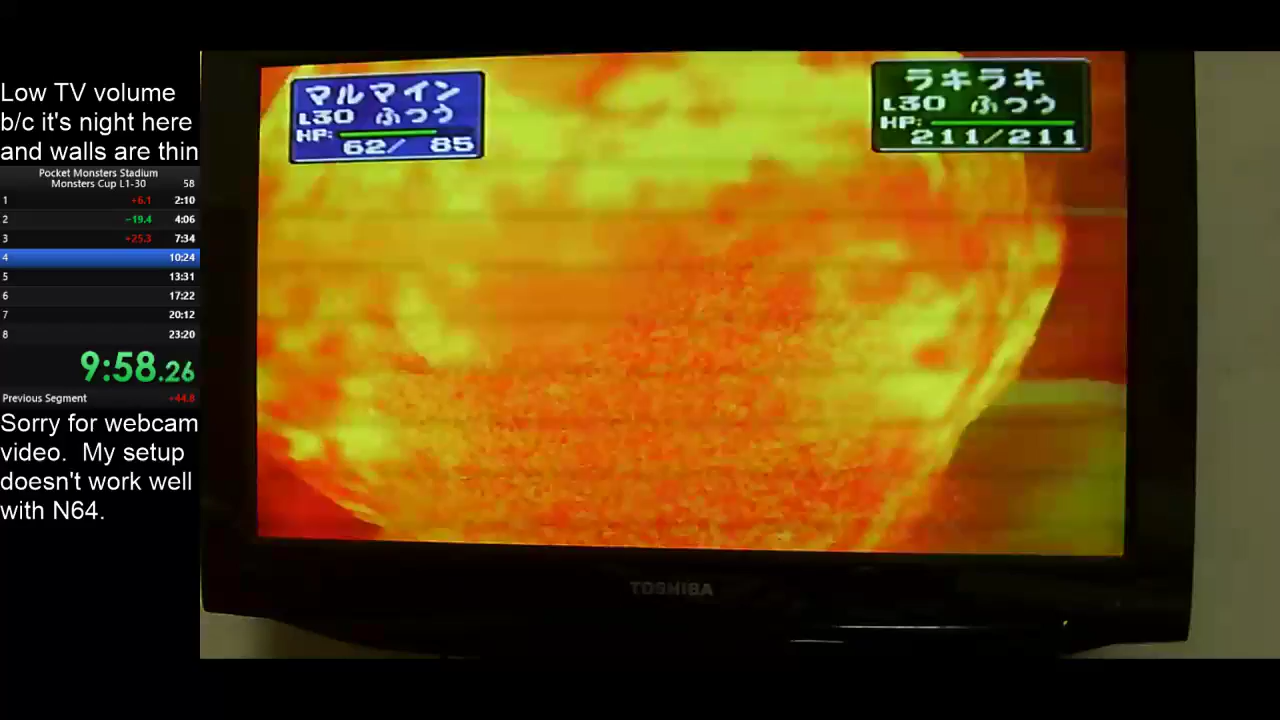 Low TV volume
b/c it's night here
and walls are thin
Pocket Monsters Stadium
Monsters Cup L1-30 58
1 +6.1 2:10
2 -19.4 4:06
3 +25.3 7:34
4 10:24
5 13:31
6 17:22
7 20:12
8 23:20
9:58.26
Previous Segment +44.8
Sorry for webcam
video. My setup
doesn't work well
with N64.
マルマイン
L30 ふつう
HP:
62/ 85
ラキラキ
L30 ふつう
HP:
211/211
TOSHIBA